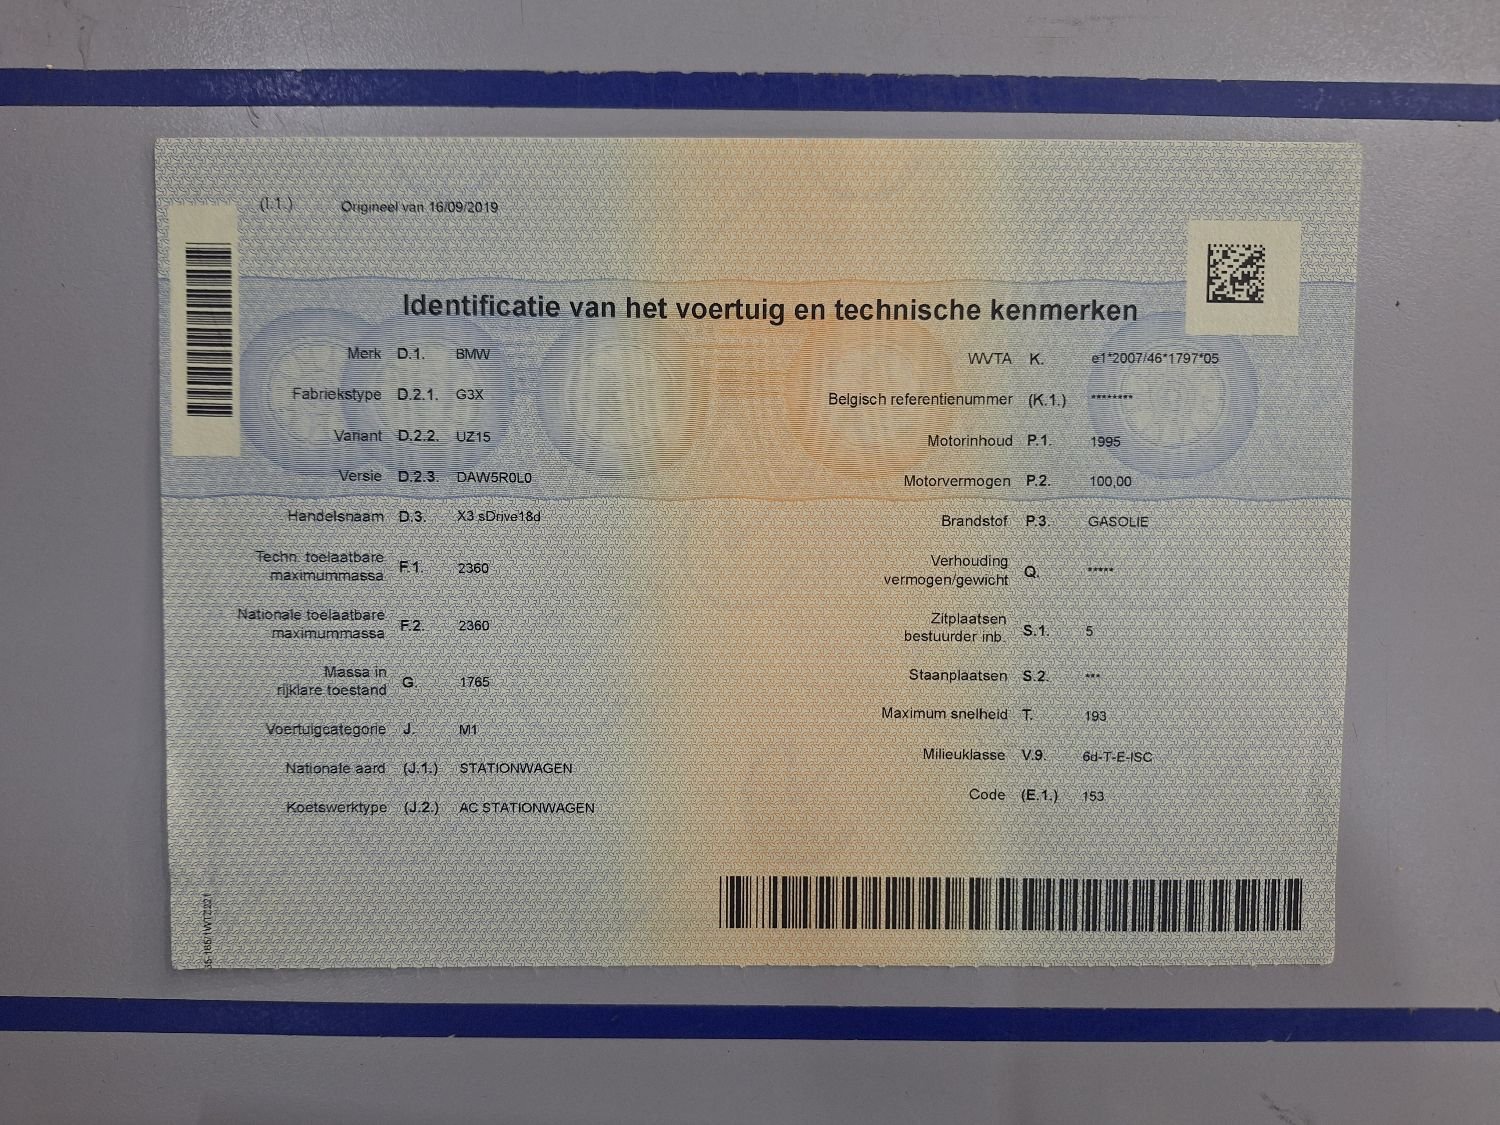 (I.1.) Origineel van 16/09/2019
Identificatie van het voertuig en technische kenmerken
Merk D.1. BMW
Fabriekstype D.2.1. G3X
Variant D.2.2. UZ15
Versie D.2.3. DAW5R0L0
Handelsnaam D.3. X3 sDrive18d
Techn. toelaatbare
maximummassa F.1. 2360
Nationale toelaatbare
maximummassa F.2. 2360
Massa in
rijklare toestand G. 1765
Voertuigcategorie J. M1
Nationale aard (J.1.) STATIONWAGEN
Koetswerktype (J.2.) AC STATIONWAGEN
WVTA K. e1*2007/46*1797*05
Belgisch referentienummer (K.1.) ********
Motorinhoud P.1. 1995
Motorvermogen P.2. 100,00
Brandstof P.3. GASOLIE
Verhouding
vermogen/gewicht Q. *****
Zitplaatsen
bestuurder inb. S.1. 5
Staanplaatsen S.2. ***
Maximum snelheid T. 193
Milieuklasse V.9. 6d-T-E-ISC
Code (E.1.) 153